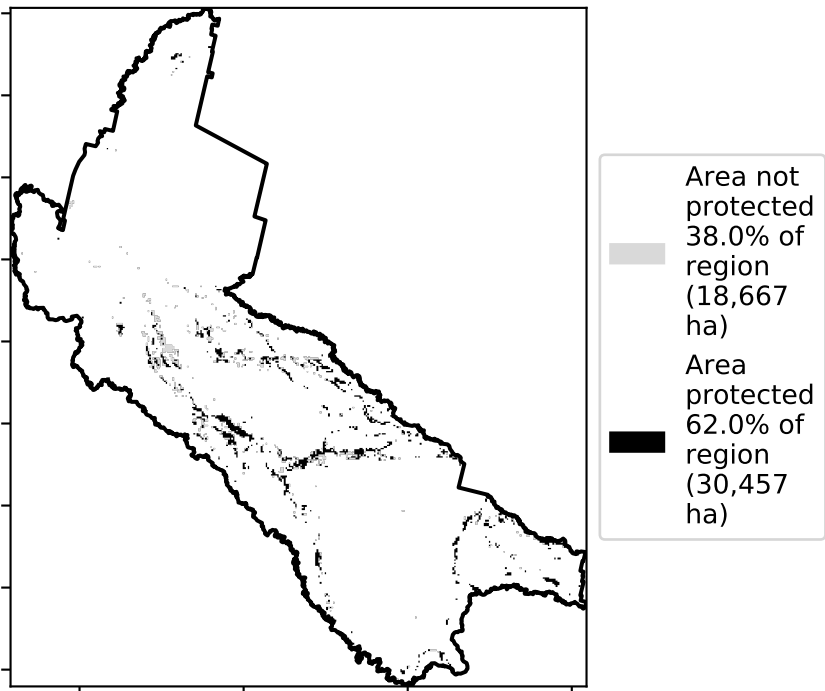 Area not
protected
38.0% of
region
(18,667
ha)
Area
protected
62.0% of
region
(30,457
ha)